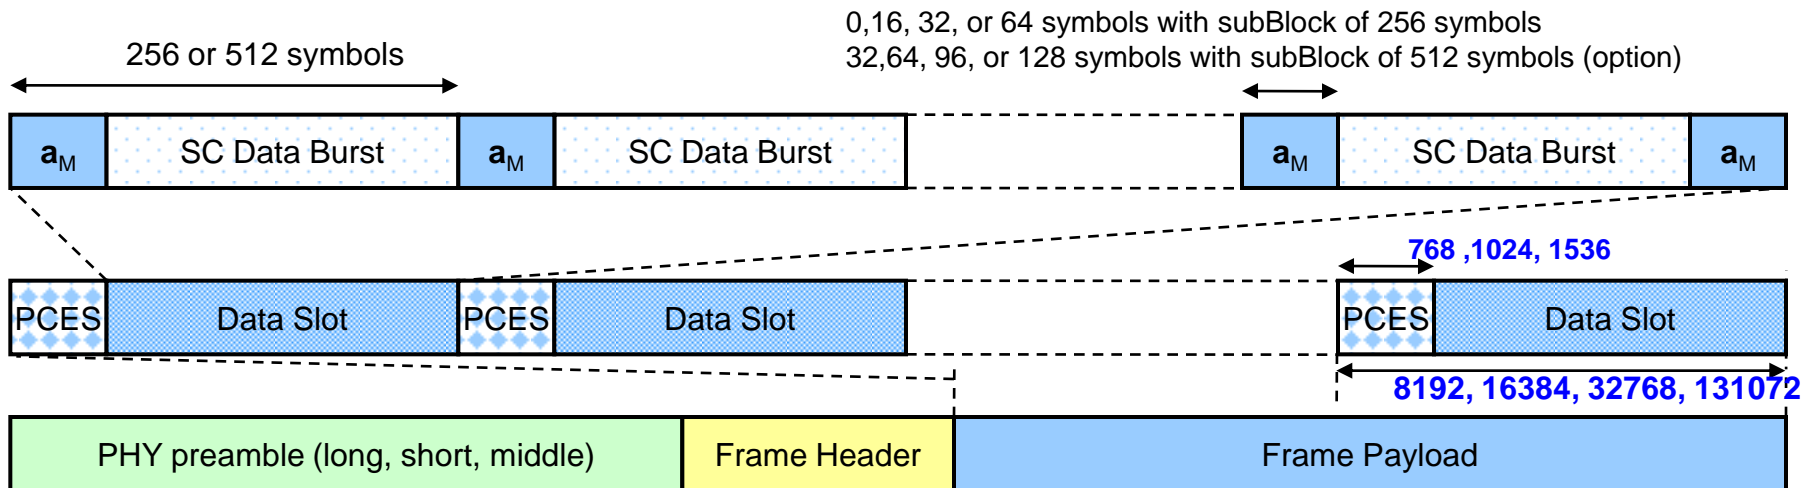 0,16, 32, or 64 symbols with subBlock of 256 symbols
256 or 512 symbols
32,64, 96, or 128 symbols with subBlock of 512 symbols (option)
aM SC Data Burst aM SC Data Burst aM SC Data Burst aM
768 ,1024, 1536
PCES Data Slot PCES Data Slot PCES Data Slot
8192, 16384, 32768, 131072
PHY preamble (long, short, middle) Frame Header Frame Payload